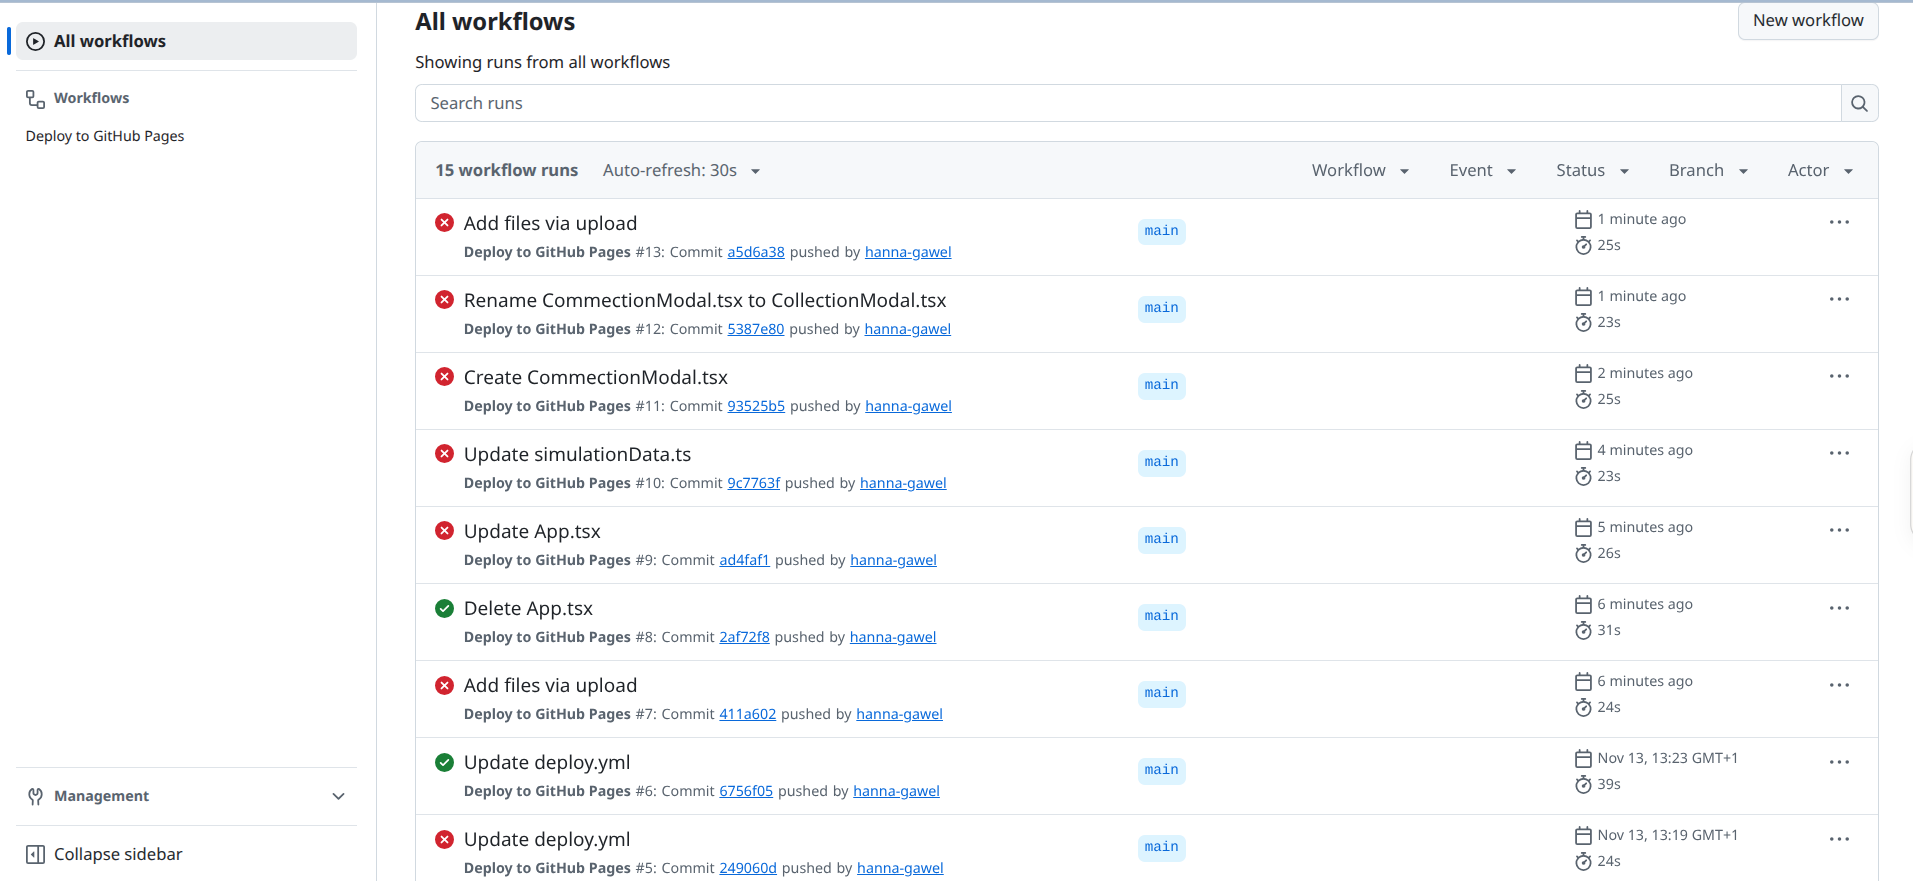 All workflows
Workflows
Deploy to GitHub Pages
Management
Collapse sidebar
All workflows
New workflow
Showing runs from all workflows
Search runs
15 workflow runs Auto-refresh: 30s Workflow Event Status Branch Actor
Add files via upload main 1 minute ago
Deploy to GitHub Pages #13: Commit a5d6a38 pushed by hanna-gawel 25s
Rename CommectionModal.tsx to CollectionModal.tsx main 1 minute ago
Deploy to GitHub Pages #12: Commit 5387e80 pushed by hanna-gawel 23s
Create CommectionModal.tsx main 2 minutes ago
Deploy to GitHub Pages #11: Commit 93525b5 pushed by hanna-gawel 25s
Update simulationData.ts main 4 minutes ago
Deploy to GitHub Pages #10: Commit 9c7763f pushed by hanna-gawel 23s
Update App.tsx main 5 minutes ago
Deploy to GitHub Pages #9: Commit ad4faf1 pushed by hanna-gawel 26s
Delete App.tsx main 6 minutes ago
Deploy to GitHub Pages #8: Commit 2af72f8 pushed by hanna-gawel 31s
Add files via upload main 6 minutes ago
Deploy to GitHub Pages #7: Commit 411a602 pushed by hanna-gawel 24s
Update deploy.yml main Nov 13, 13:23 GMT+1
Deploy to GitHub Pages #6: Commit 6756f05 pushed by hanna-gawel 39s
Update deploy.yml main Nov 13, 13:19 GMT+1
Deploy to GitHub Pages #5: Commit 249060d pushed by hanna-gawel 24s